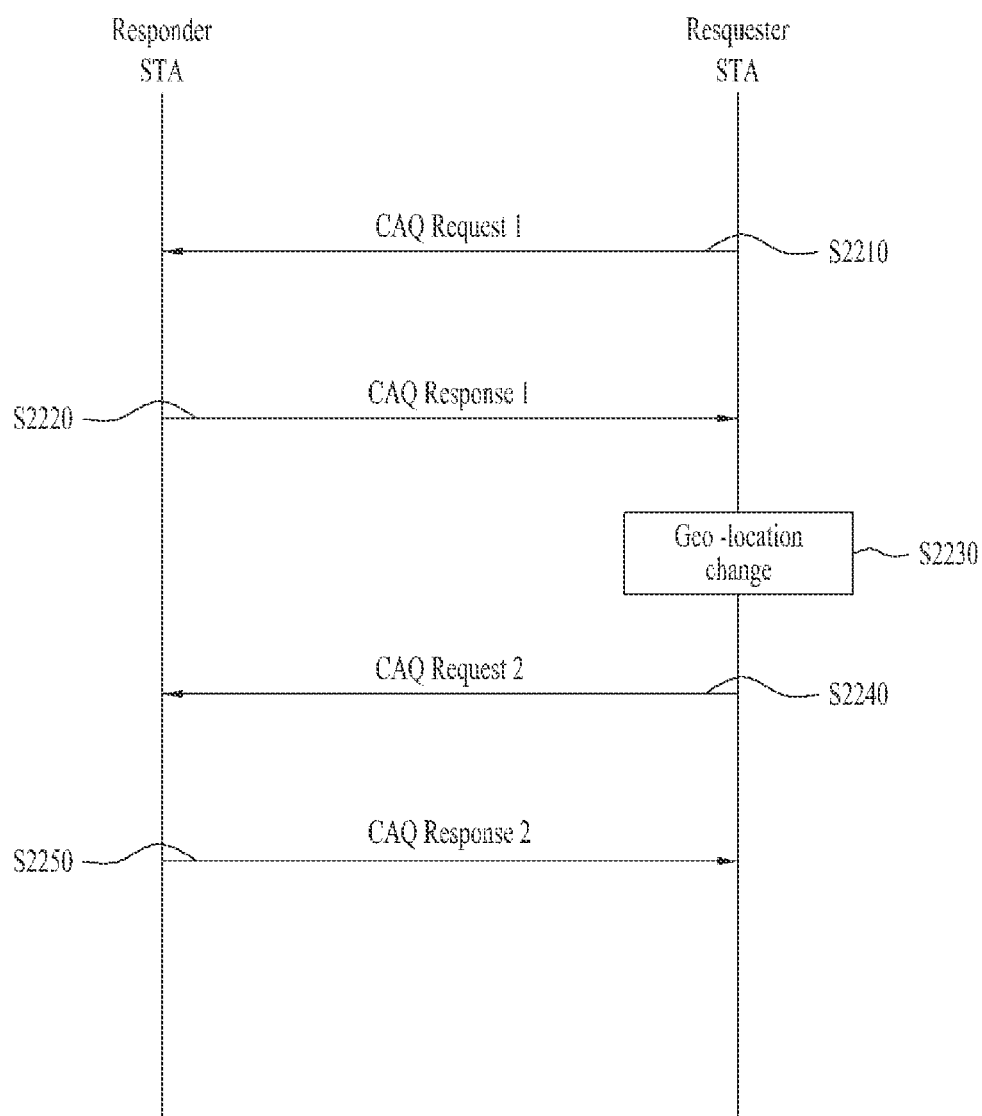 Responder
STA
Resquester
STA
CAQ Request 1
S2210
CAQ Response 1
S2220
Geo -location
change
S2230
CAQ Request 2
S2240
CAQ Response 2
S2250